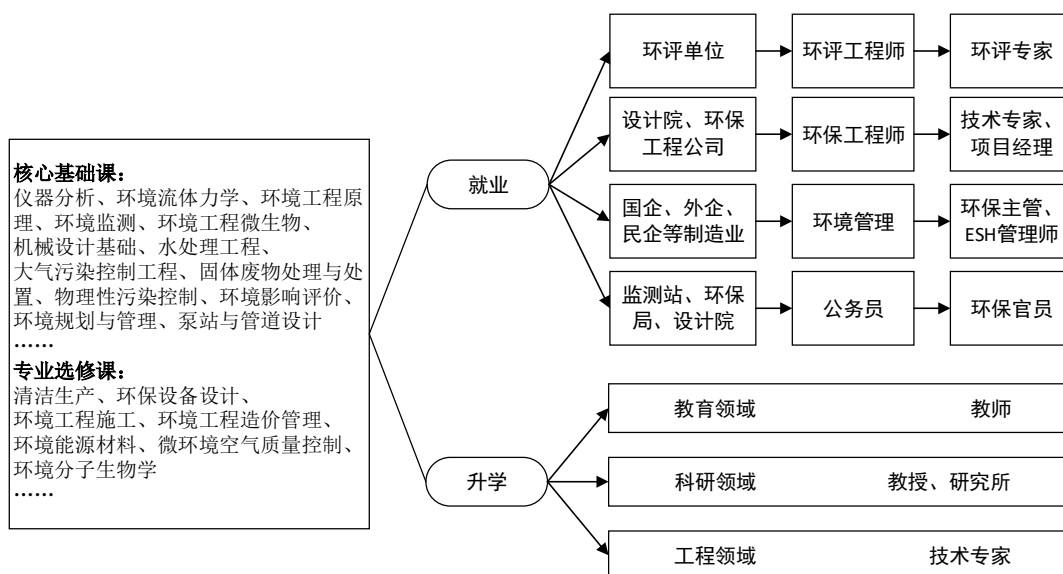 核心基础课：
仪器分析、环境流体力学、环境工程原
理、环境监测、环境工程微生物、
机械设计基础、水处理工程、
大气污染控制工程、固体废物处理与处
置、物理性污染控制、环境影响评价、
环境规划与管理、泵站与管道设计
……
专业选修课：
清洁生产、环保设备设计、
环境工程施工、环境工程造价管理、
环境能源材料、微环境空气质量控制、
环境分子生物学
……
就业
环评单位
环评工程师
环评专家
设计院、环保
工程公司
环保工程师
技术专家、
项目经理
国企、外企、
民企等制造业
环境管理
环保主管、
ESH管理师
监测站、环保
局、设计院
公务员
环保官员
升学
教育领域 教师
科研领域 教授、研究所
工程领域 技术专家